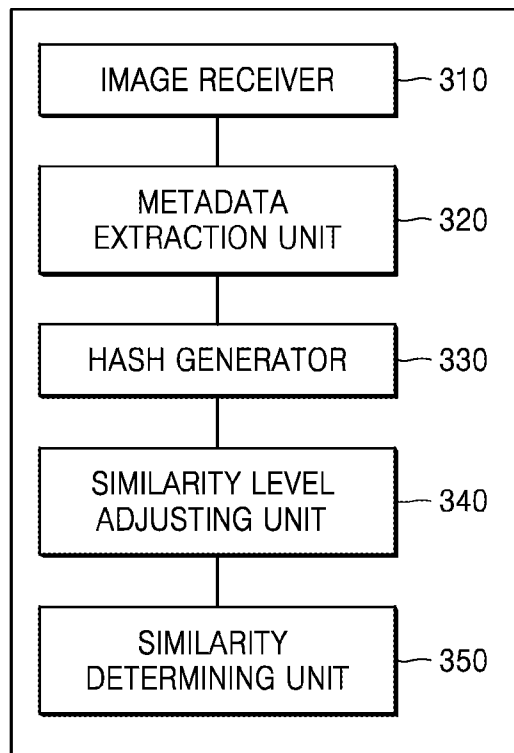 IMAGE RECEIVER
310
METADATA
EXTRACTION UNIT
320
HASH GENERATOR
330
SIMILARITY LEVEL
ADJUSTING UNIT
340
SIMILARITY
DETERMINING UNIT
350